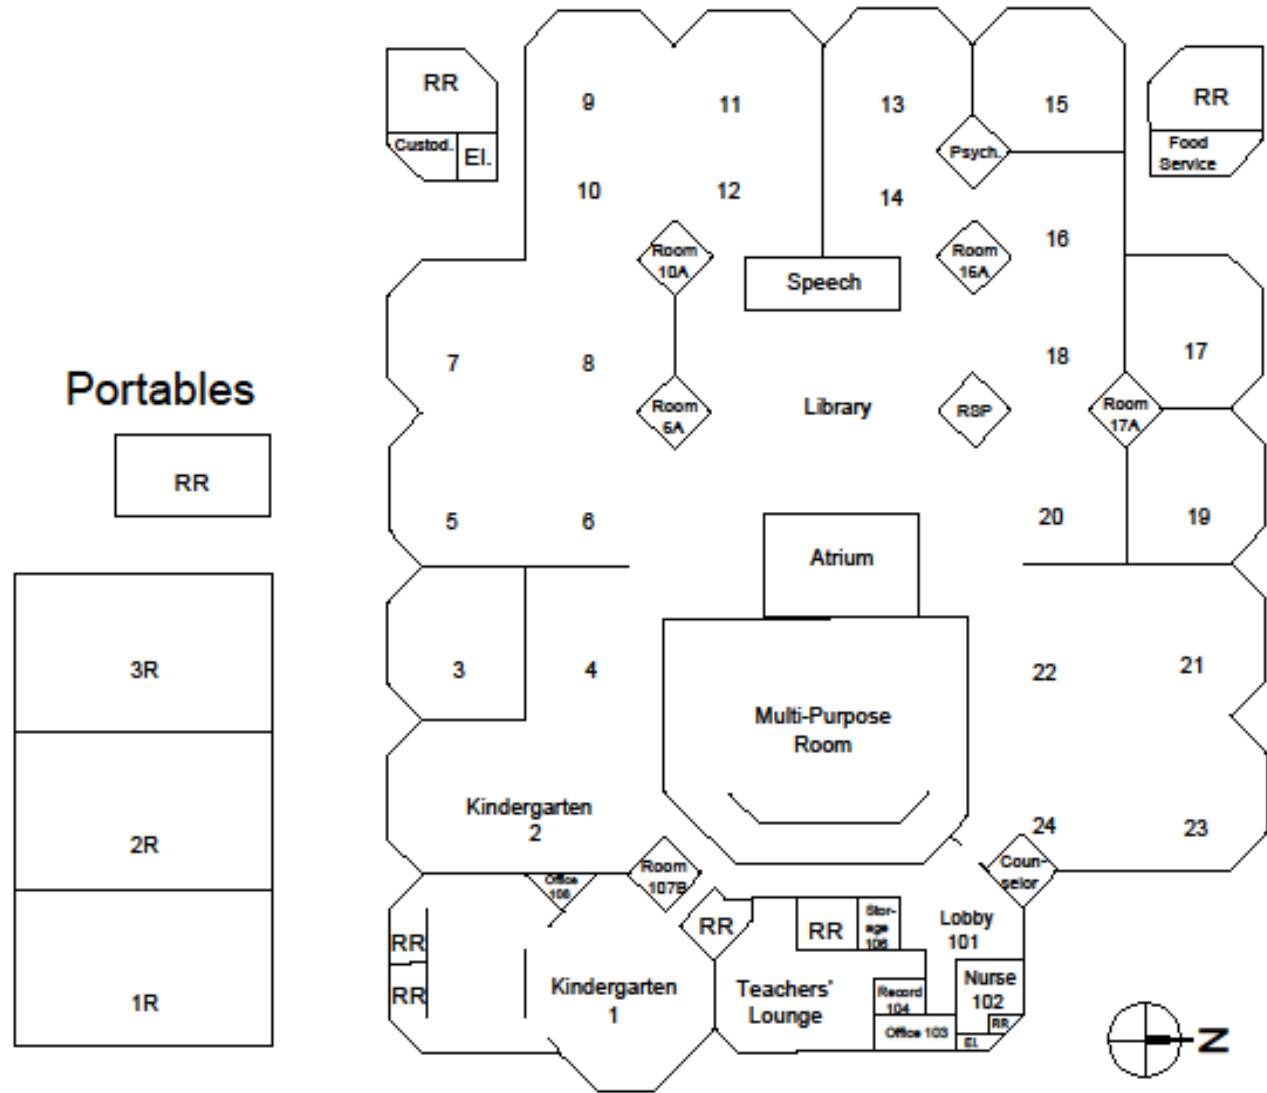 RR
Custod.
El.
9
11
13
15
RR
Food
Service
Psych.
10
12
14
16
Room
10A
Room
16A
Speech
7
8
18
17
Portables
Room
6A
Library
RSP
Room
17A
RR
5
6
20
19
Atrium
3R
3
4
22
21
Multi-Purpose
Room
2R
Kindergarten
2
24
23
Room
107B
Coun-
selor
Office
108
RR
RR
RR
RR
Stor-
age
106
Lobby
101
1R
Kindergarten
1
Teachers'
Lounge
Record
104
Nurse
102
RR
Office 103
El.
N